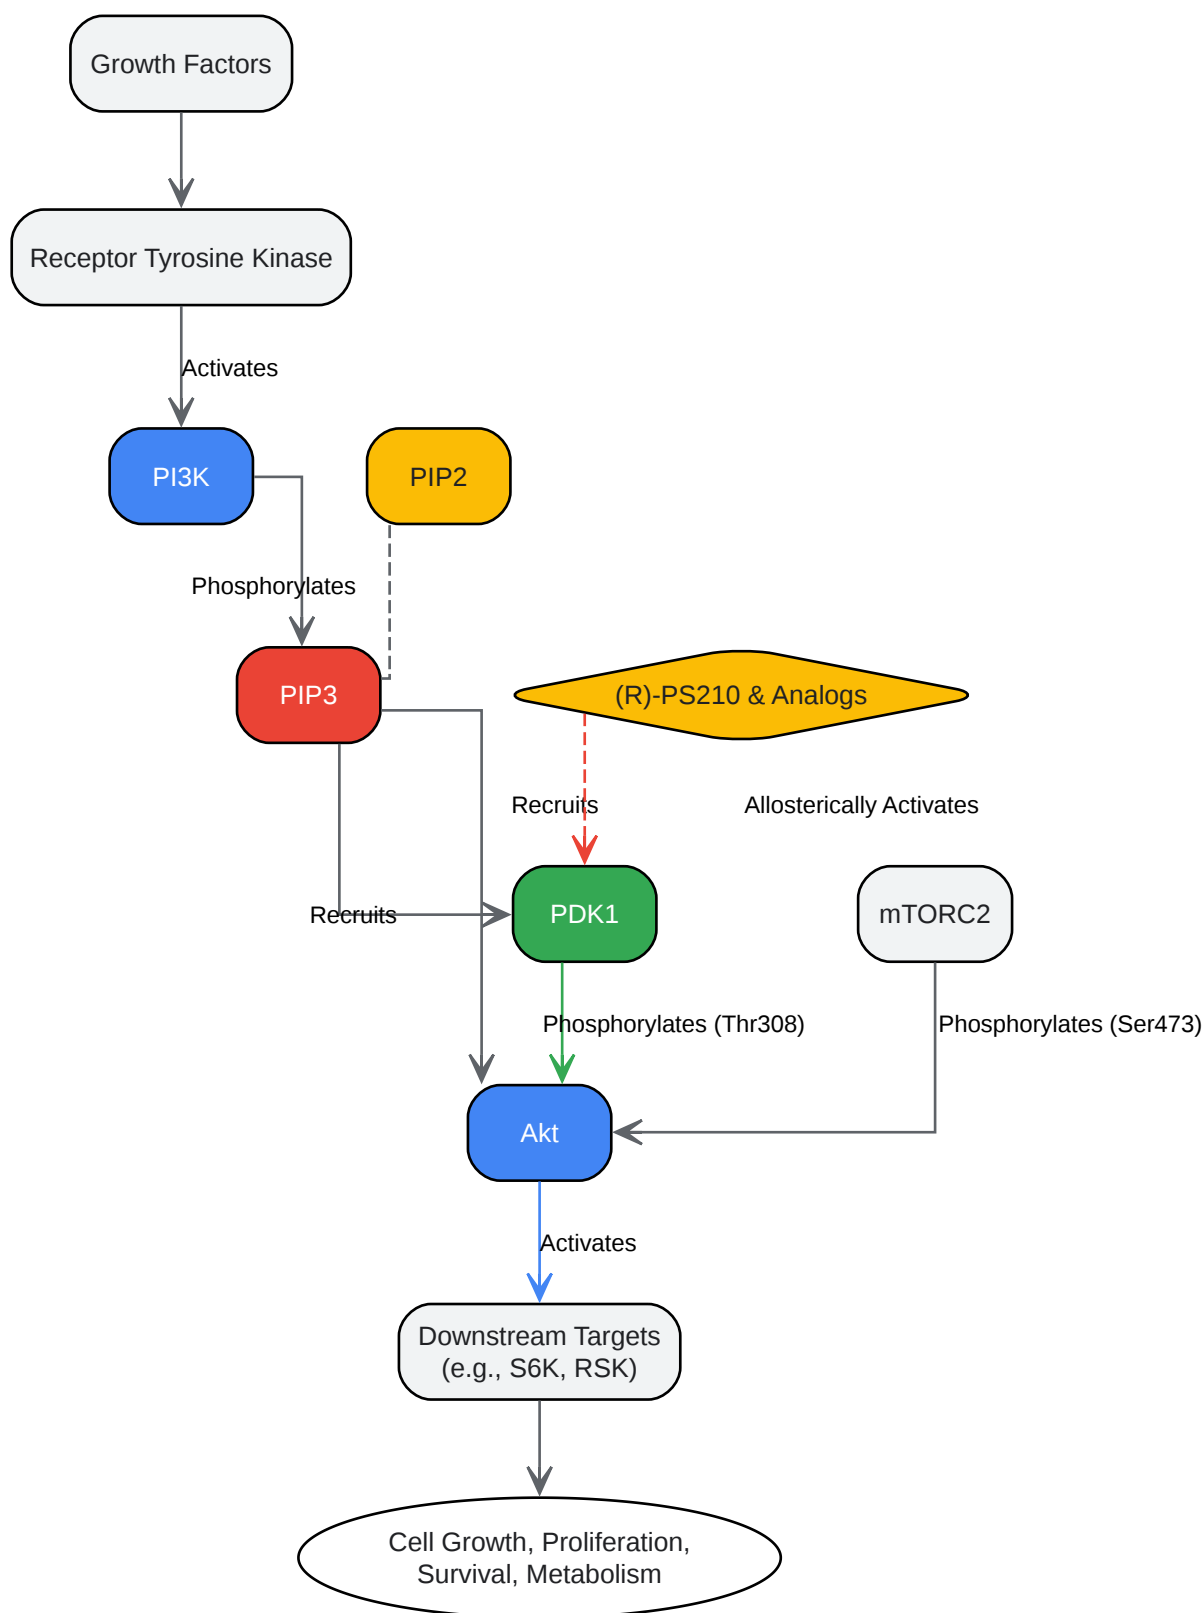 Growth Factors
Receptor Tyrosine Kinase
Activates
PI3K
PIP2
Phosphorylates
PIP3
(R)-PS210 & Analogs
Recruits
Allosterically Activates
Recruits
PDK1
mTORC2
Phosphorylates (Thr308)
Phosphorylates (Ser473)
Akt
Activates
Downstream Targets
(e.g., S6K, RSK)
Cell Growth, Proliferation,
Survival, Metabolism